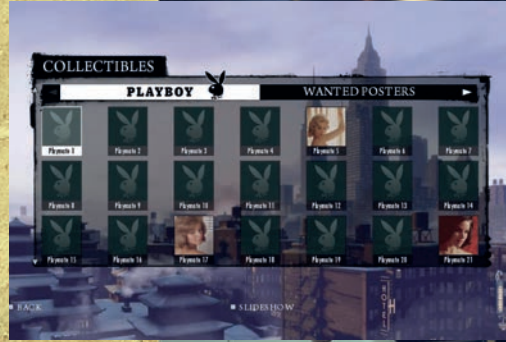 COLLECTIBLES
PLAYBOY WANTED POSTERS
Playmate 1 Playmate 2 Playmate 3 Playmate 4 Playmate 5 Playmate 6 Playmate 7
Playmate 8 Playmate 9 Playmate 10 Playmate 11 Playmate 12 Playmate 13 Playmate 14
Playmate 15 Playmate 16 Playmate 17 Playmate 18 Playmate 19 Playmate 20 Playmate 21
HOTEL
BACK SLIDESHOW